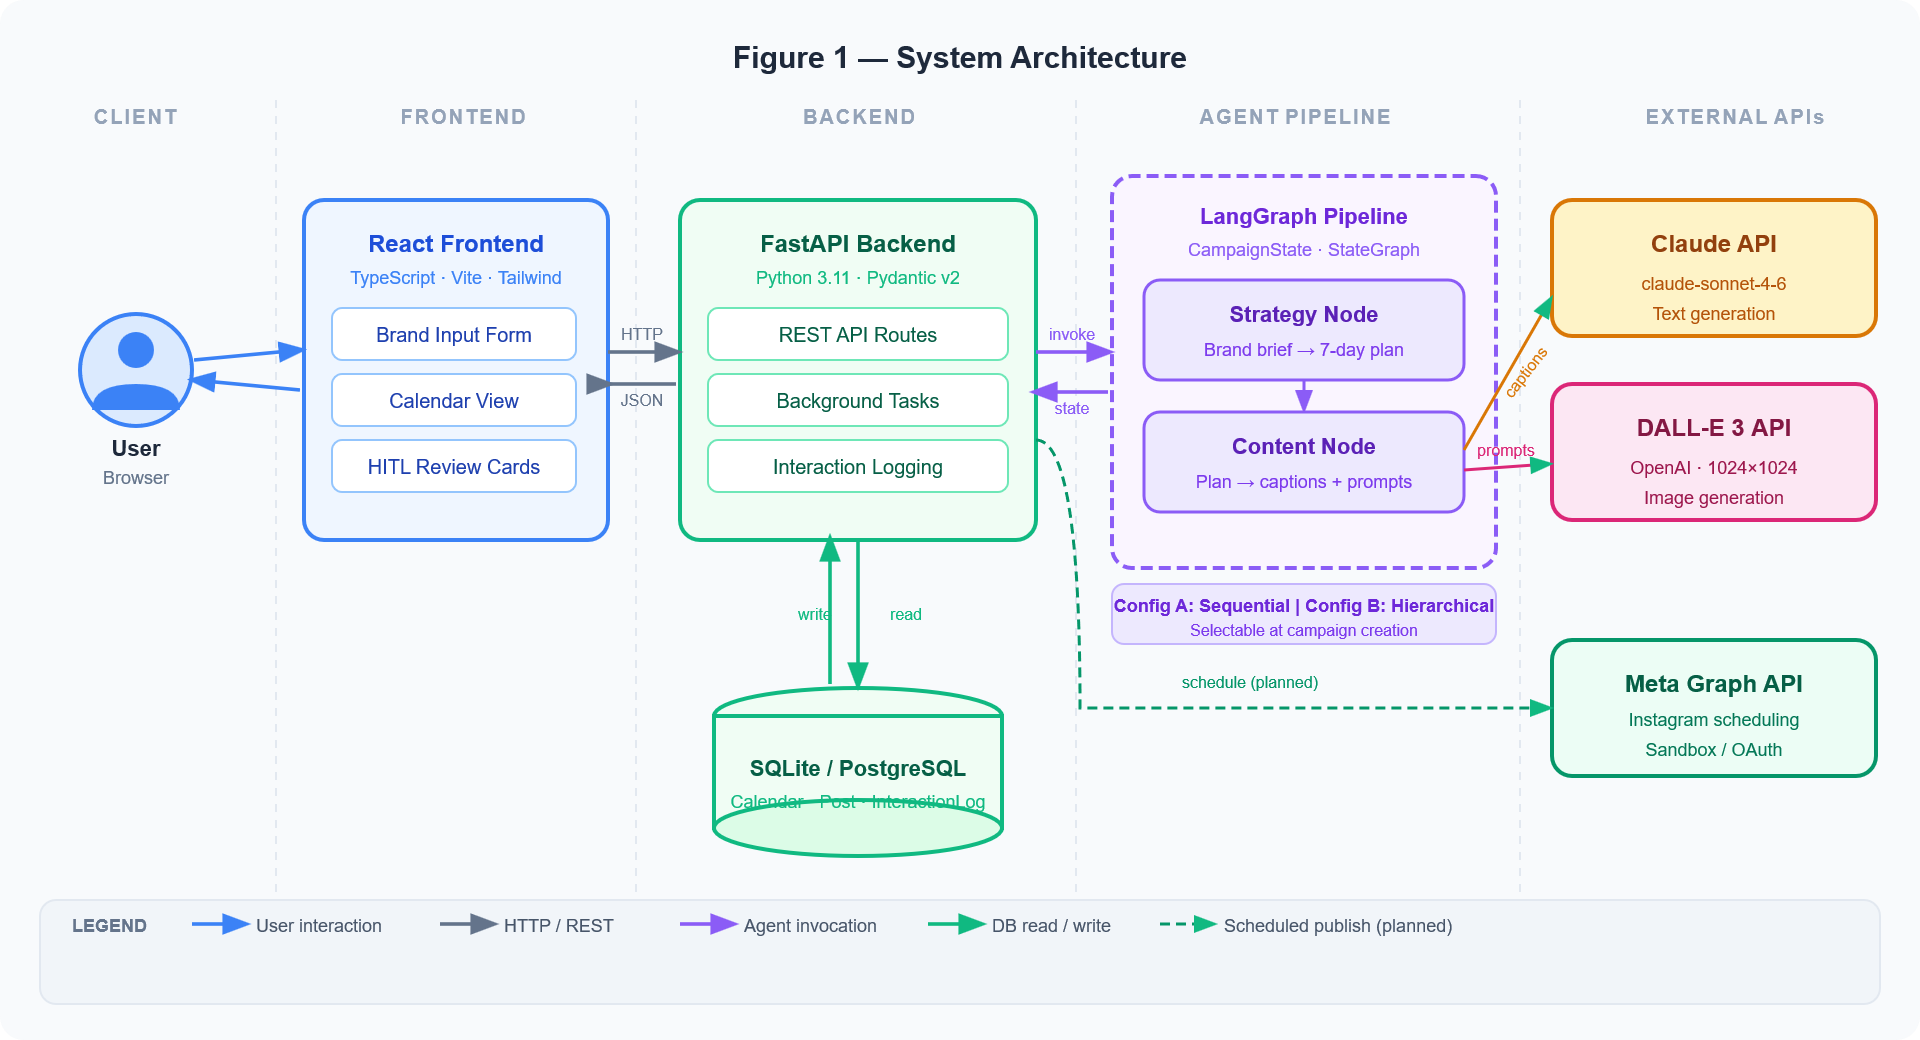 Figure 1 — System Architecture
CLIENT
FRONTEND
BACKEND
AGENT PIPELINE
EXTERNAL APIs
User
Browser
React Frontend
TypeScript · Vite · Tailwind
Brand Input Form
Calendar View
HITL Review Cards
HTTP
JSON
FastAPI Backend
Python 3.11 · Pydantic v2
REST API Routes
Background Tasks
Interaction Logging
write
read
SQLite / PostgreSQL
Calendar · Post · InteractionLog
invoke
state
LangGraph Pipeline
CampaignState · StateGraph
Strategy Node
Brand brief → 7-day plan
Content Node
Plan → captions + prompts
Config A: Sequential | Config B: Hierarchical
Selectable at campaign creation
schedule (planned)
captions
prompts
Claude API
claude-sonnet-4-6
Text generation
DALL-E 3 API
OpenAI · 1024×1024
Image generation
Meta Graph API
Instagram scheduling
Sandbox / OAuth
LEGEND
User interaction
HTTP / REST
Agent invocation
DB read / write
Scheduled publish (planned)